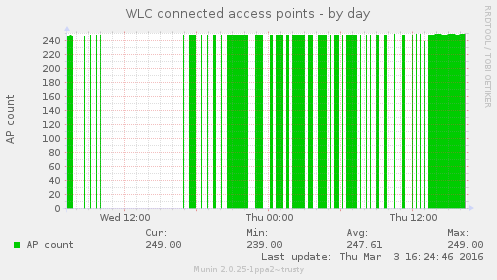 WLC connected access points - by day
RRDTOOL / TOBI OETIKER
AP count
240
220
200
180
160
140
120
100
80
60
40
20
0
Wed 12:00 Thu 00:00 Thu 12:00
Cur: Min: Avg: Max:
AP count 249.00 239.00 247.61 249.00
Last update: Thu Mar 3 16:24:46 2016
Munin 2.0.25-1ppa2~trusty